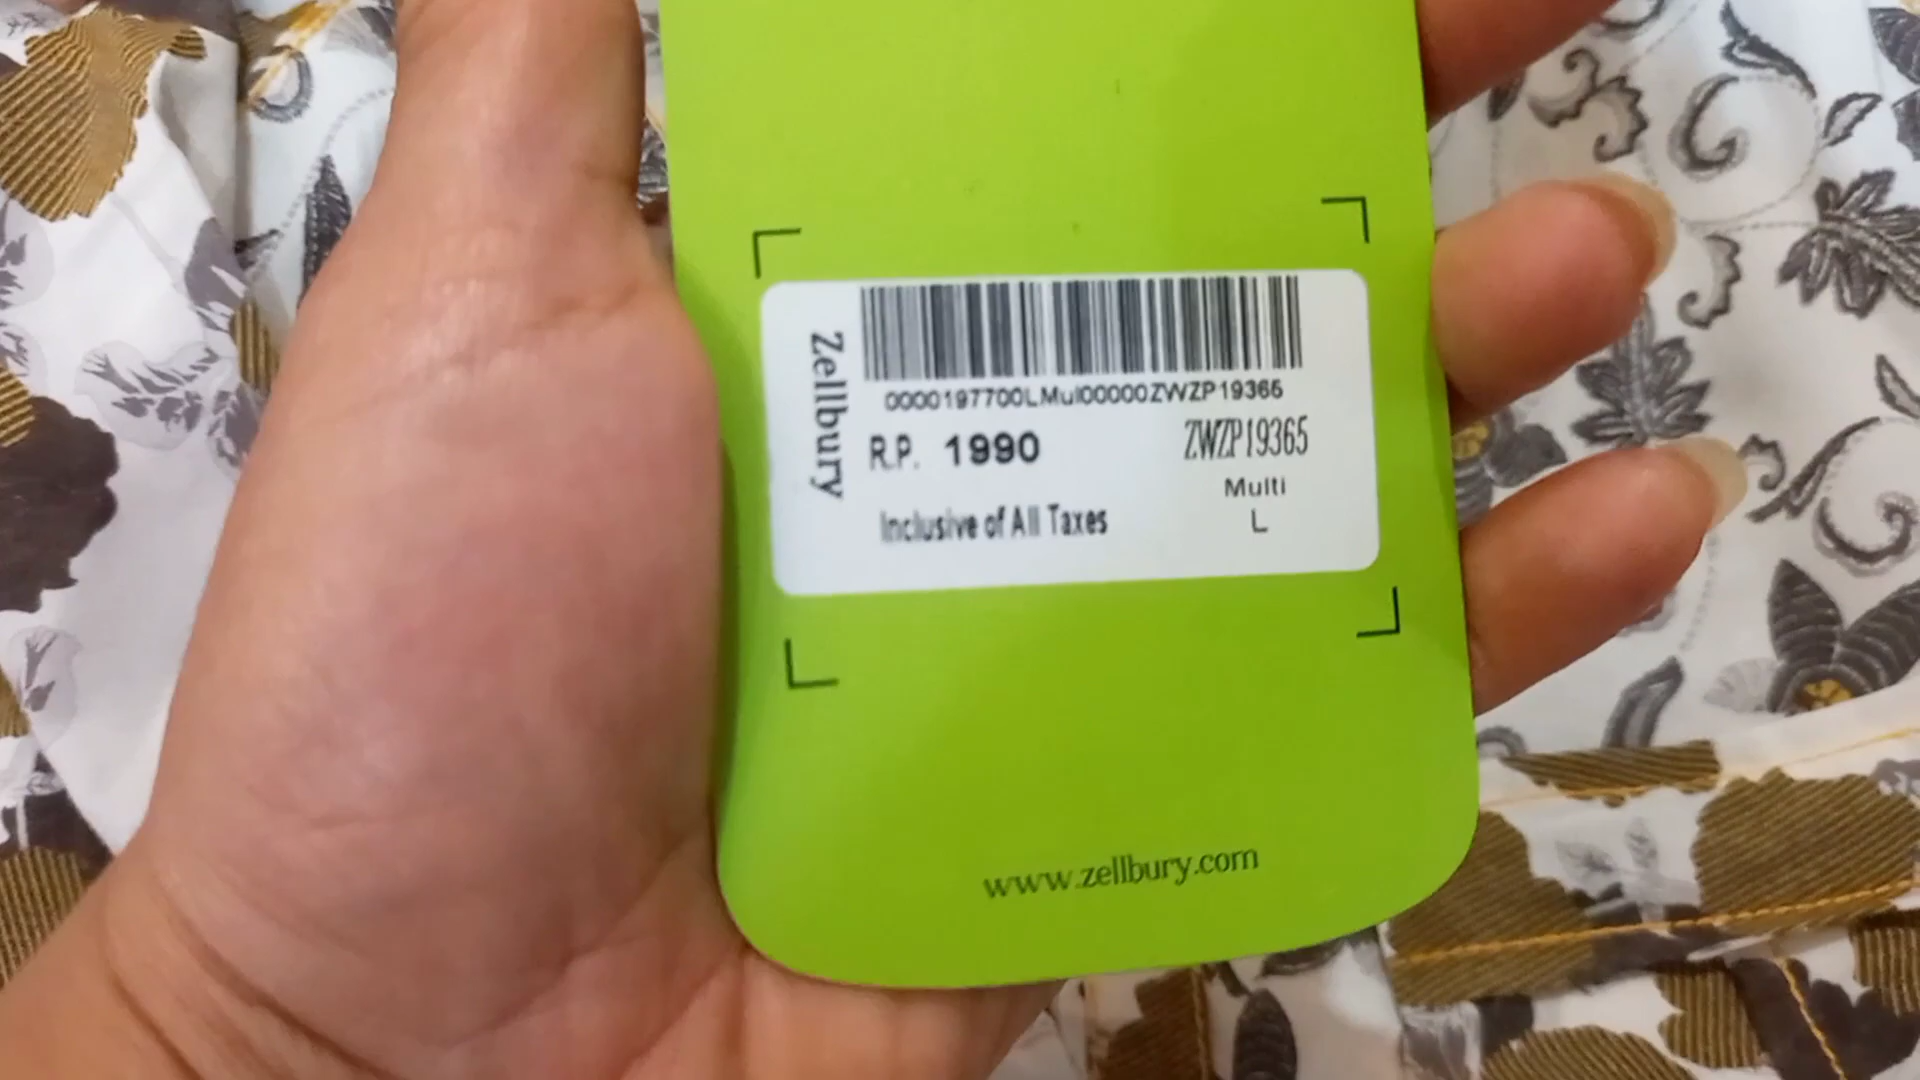 Zellbury
0000197700LMul00000ZWZP19365
R.P. 1990
ZWZP19365
Multi
L
Inclusive of All Taxes
www.zellbury.com